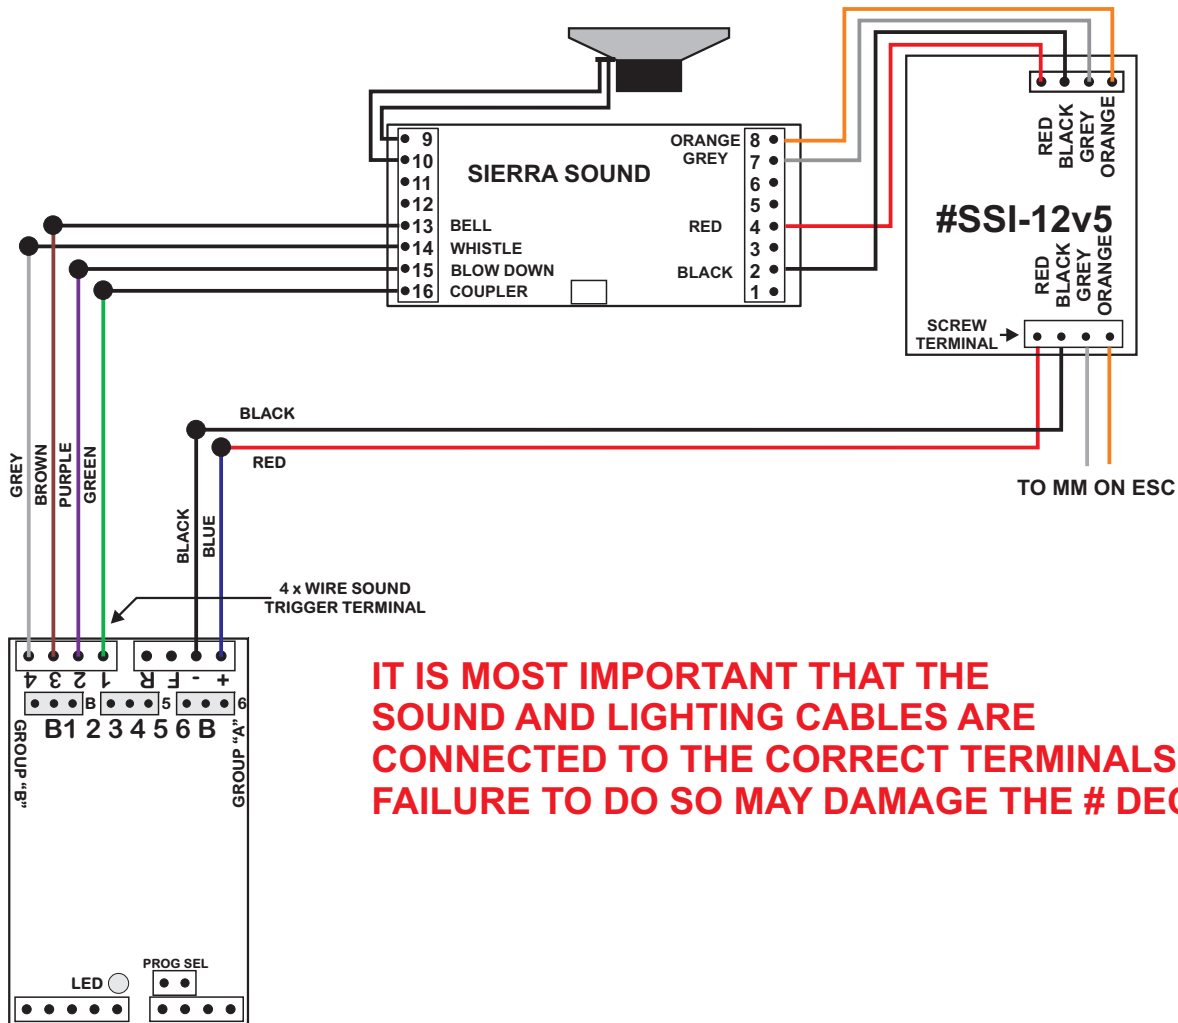 ORANGE
GREY
RED
BLACK
SIERRA SOUND
9
10
11
12
13 BELL
14 WHISTLE
15 BLOW DOWN
16 COUPLER
8
7
6
5
4
3
2
1
RED
BLACK
GREY
ORANGE
#SSI-12v5
RED
BLACK
GREY
ORANGE
SCREW
TERMINAL
TO MM ON ESC
BLACK
RED
GREY
BROWN
PURPLE
GREEN
BLACK
BLUE
4 x WIRE SOUND
TRIGGER TERMINAL
4 3 2 1 R F - +
B 5 6
B1 2 3 4 5 6 B
GROUP "B"
GROUP "A"
IT IS MOST IMPORTANT THAT THE
SOUND AND LIGHTING CABLES ARE
CONNECTED TO THE CORRECT TERMINALS
FAILURE TO DO SO MAY DAMAGE THE # DEC
PROG SEL
LED